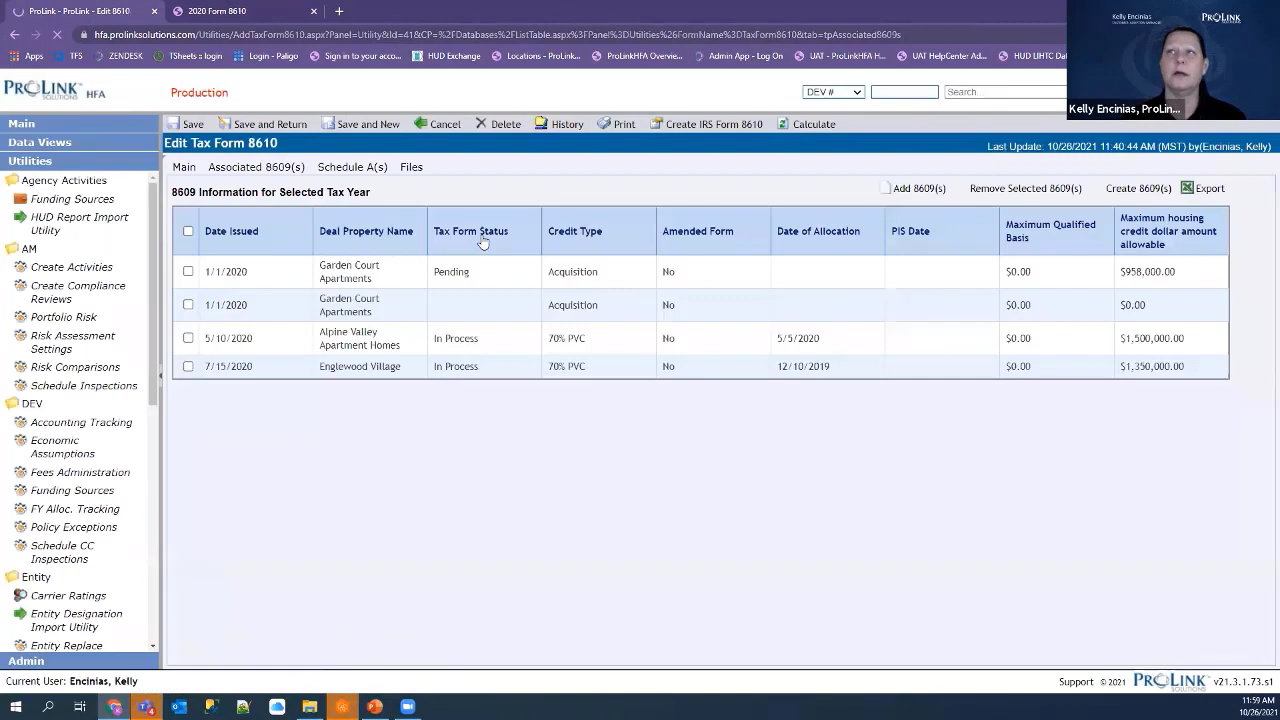 ProLink - ProLink - Edit 8610
2020 Form 8610
hfa.prolinksolutions.com/Utilities/AddTaxForm8610.aspx?Panel=Utility&Id=41&
Databases%2FListTable.aspx%3FPanel%3DUtilities%26FormName%3DTaxForm8610&tab=tpAssociated8609s
Apps TFS ZENDESK TSheets :: login Login - Paligo Sign in to your acco... HUD Exchange Locations - ProLink... ProLinkHFA Overvie... Admin App - Log On UAT - ProLinkHFA H... UAT HelpCenter Ad... HUD LIHTC Da
Kelly Encinias
PROLINK
Kelly Encinias, ProLin...
PROLINK SOLUTIONS HFA
Production
DEV #
Search...
Main
Data Views
Utilities
Agency Activities
Funding Sources
HUD Report Import
Utility
AM
Create Activities
Create Compliance
Reviews
Portfolio Risk
Risk Assessment
Settings
Risk Comparisons
Schedule Inspections
DEV
Accounting Tracking
Economic
Assumptions
Fees Administration
Funding Sources
FY Alloc. Tracking
Policy Exceptions
Schedule CC
Inspections
Entity
Carrier Ratings
Entity Designation
Import Utility
Entity Replace
Admin
Save Save and Return Save and New Cancel Delete History Print Create IRS Form 8610 Calculate
Edit Tax Form 8610
Last Update: 10/26/2021 11:40:44 AM (MST) by(Encinias, Kelly)
Main Associated 8609(s) Schedule A(s) Files
8609 Information for Selected Tax Year
Add 8609(s) Remove Selected 8609(s) Create 8609(s) Export
Date Issued Deal Property Name Tax Form Status Credit Type Amended Form Date of Allocation PIS Date Maximum Qualified Basis Maximum housing credit dollar amount allowable
1/1/2020 Garden Court Apartments Pending Acquisition No $0.00 $958,000.00
1/1/2020 Garden Court Apartments Acquisition No $0.00 $0.00
5/10/2020 Alpine Valley Apartment Homes In Process 70% PVC No 5/5/2020 $0.00 $1,500,000.00
7/15/2020 Englewood Village In Process 70% PVC No 12/10/2019 $0.00 $1,350,000.00
Current User: Encinias, Kelly
Support © 2021 PROLINK SOLUTIONS v21.3.1.73.s1
11:59 AM
10/26/2021